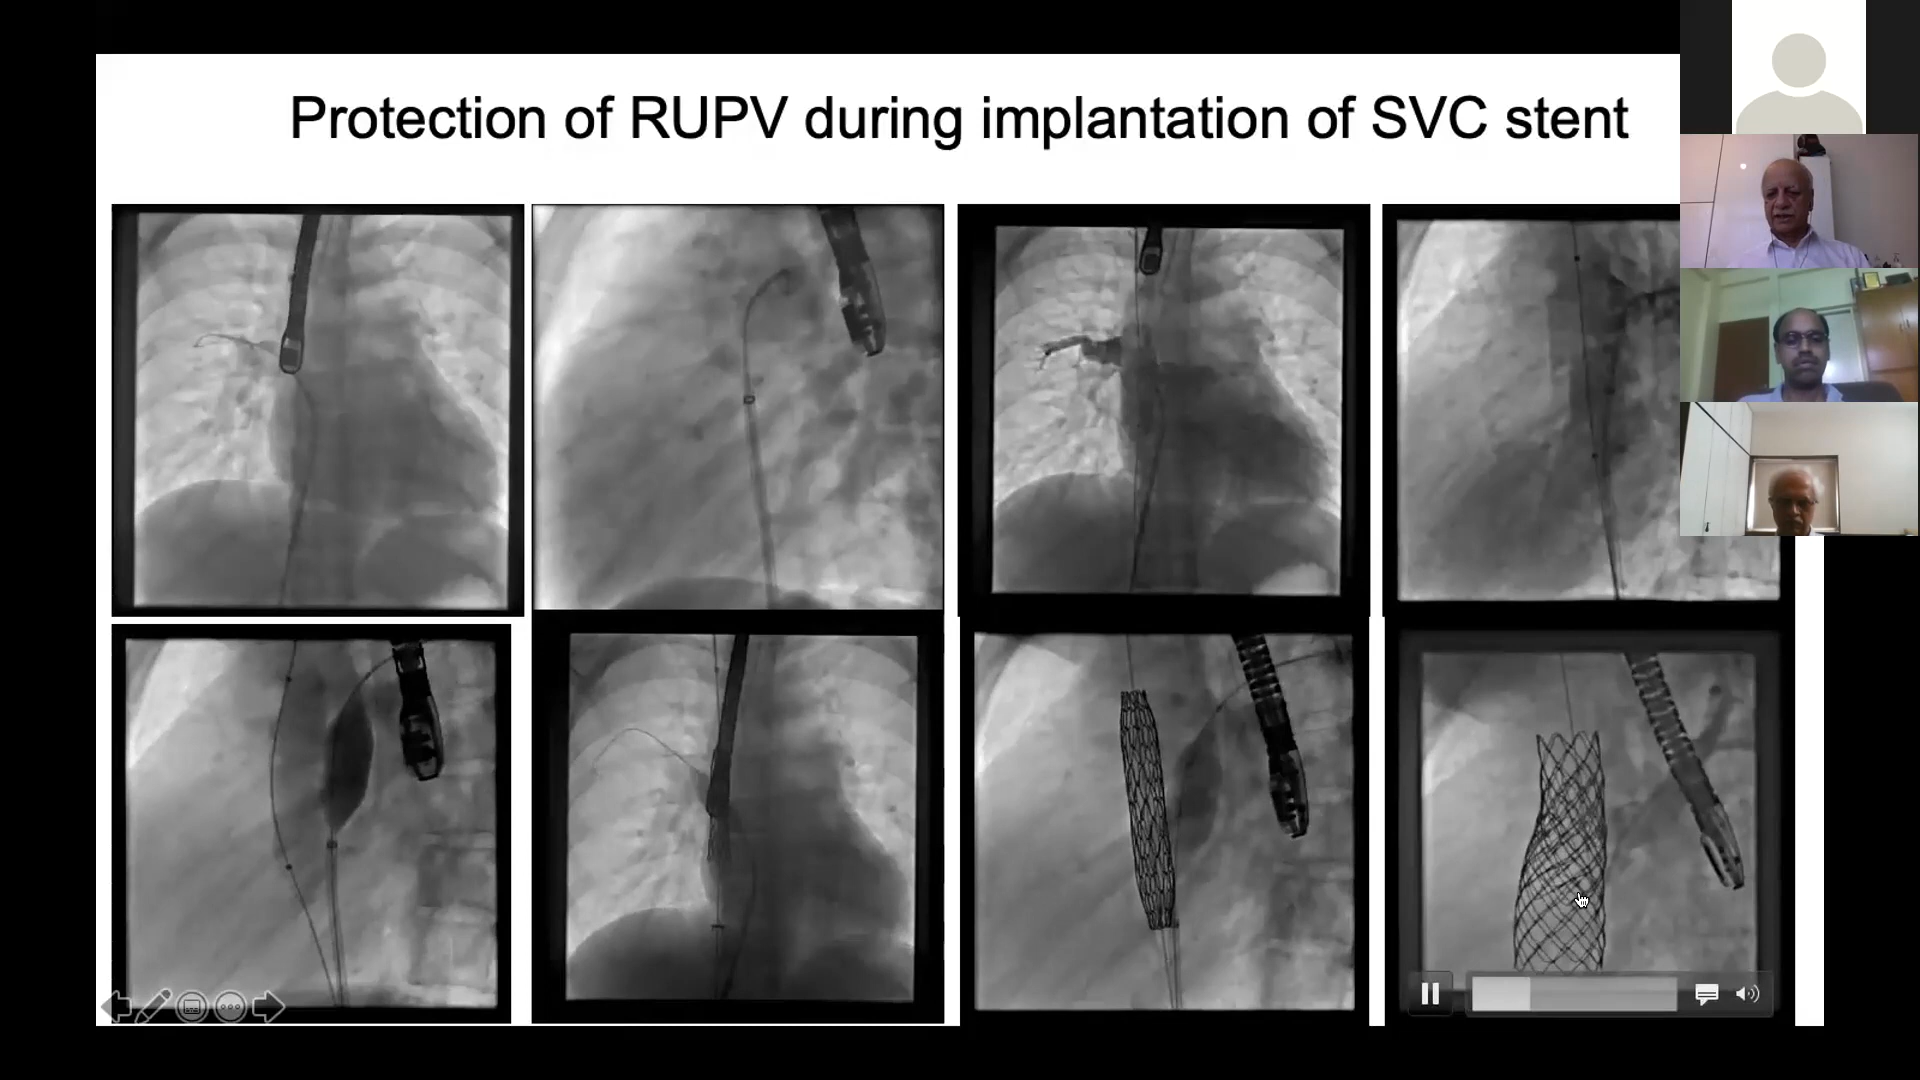 Protection of RUPV during implantation of SVC stent